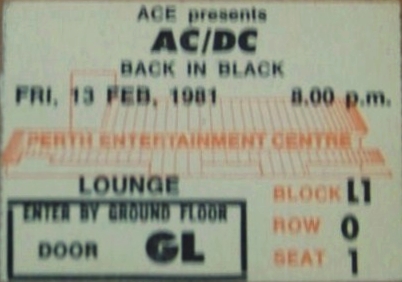 ACE presents
AC/DC
BACK IN BLACK
FRI, 13 FEB, 1981 8.00 p.m.
PERTH ENTERTAINMENT CENTRE
LOUNGE
BLOCK L1
ENTER BY GROUND FLOOR
ROW O
DOOR GL
SEAT 1